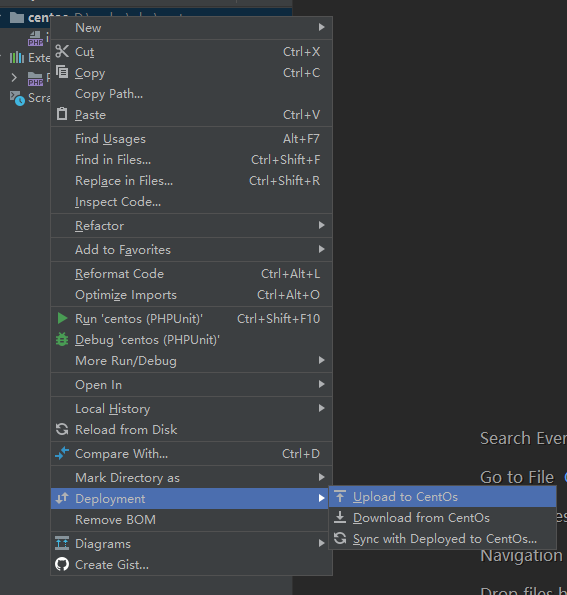 centos
New
Cut Ctrl+X
Copy Ctrl+C
Copy Path...
Paste Ctrl+V
Find Usages Alt+F7
Find in Files... Ctrl+Shift+F
Replace in Files... Ctrl+Shift+R
Inspect Code...
Refactor
Add to Favorites
Reformat Code Ctrl+Alt+L
Optimize Imports Ctrl+Alt+O
Run 'centos (PHPUnit)' Ctrl+Shift+F10
Debug 'centos (PHPUnit)'
More Run/Debug
Open In
Local History
Reload from Disk
Compare With... Ctrl+D
Mark Directory as
Deployment
Remove BOM
Diagrams
Create Gist...
Upload to CentOs
Download from CentOs
Sync with Deployed to CentOs...
PHP i
Exte
PHP
Scra
Search Ever
Go to File
Navigation
Drop files h